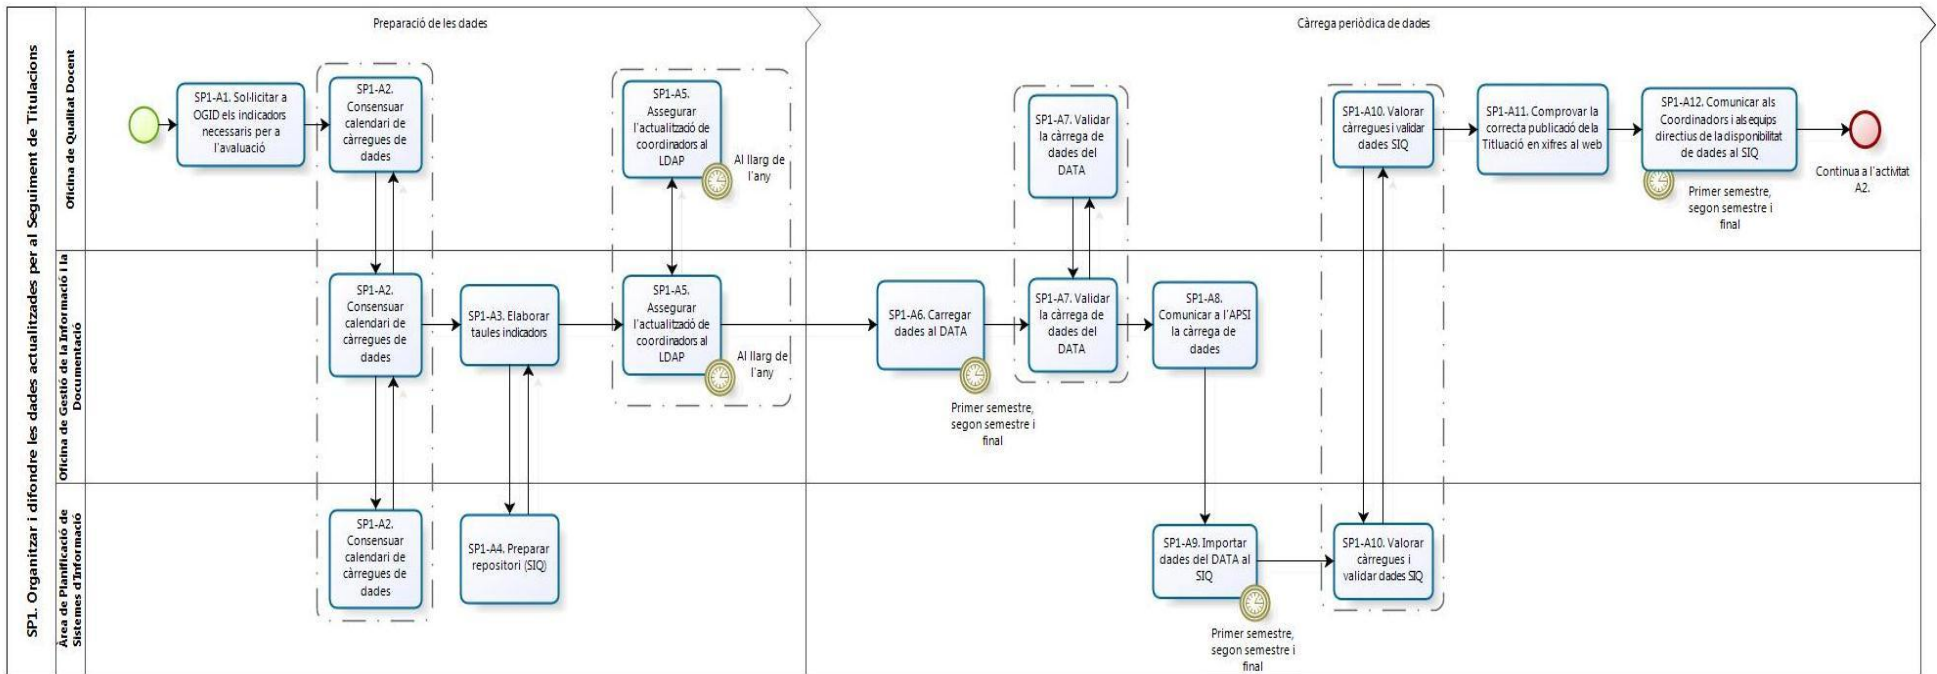 SP1. Organitzar i difondre les dades actualitzades per al Seguiment de Titulacions
Preparació de les dades
Càrrega periòdica de dades
Oficina de Qualitat Docent
SP1-A1. Sol·licitar a
OGID els indicadors
necessaris per a
l'avaluació
SP1-A2.
Consensuar
calendari de
càrregues de
dades
SP1-A5.
Assegurar
l'actualització de
coordinadors al
LDAP
Al llarg de
l'any
SP1-A7. Validar
la càrrega de
dades del
DATA
SP1-A10. Valorar
càrregues i validar
dades SIQ
SP1-A11. Comprovar la
correcta publicació de la
Titluació en xifres al web
SP1-A12. Comunicar als
Coordinadors i als equips
directius de la disponibilitat
de dades al SIQ
Primer semestre,
segon semestre i
final
Continua a l'activitat
A2.
Oficina de Gestió de la Informació i la
Documentació
SP1-A2.
Consensuar
calendari de
càrregues de
dades
SP1-A3. Elaborar
taules indicadors
SP1-A5.
Assegurar
l'actualització de
coordinadors al
LDAP
Al llarg de
l'any
SP1-A6. Carregar
dades al DATA
Primer semestre,
segon semestre i
final
SP1-A7. Validar
la càrrega de
dades del
DATA
SP1-A8.
Comunicar a l'APSI
la càrrega de
dades
Àrea de Planificació de
Sistemes d'Informació
SP1-A2.
Consensuar
calendari de
càrregues de
dades
SP1-A4. Preparar
repositori (SIQ)
SP1-A9. Importar
dades del DATA al
SIQ
Primer semestre,
segon semestre i
final
SP1-A10. Valorar
càrregues i
validar dades SIQ